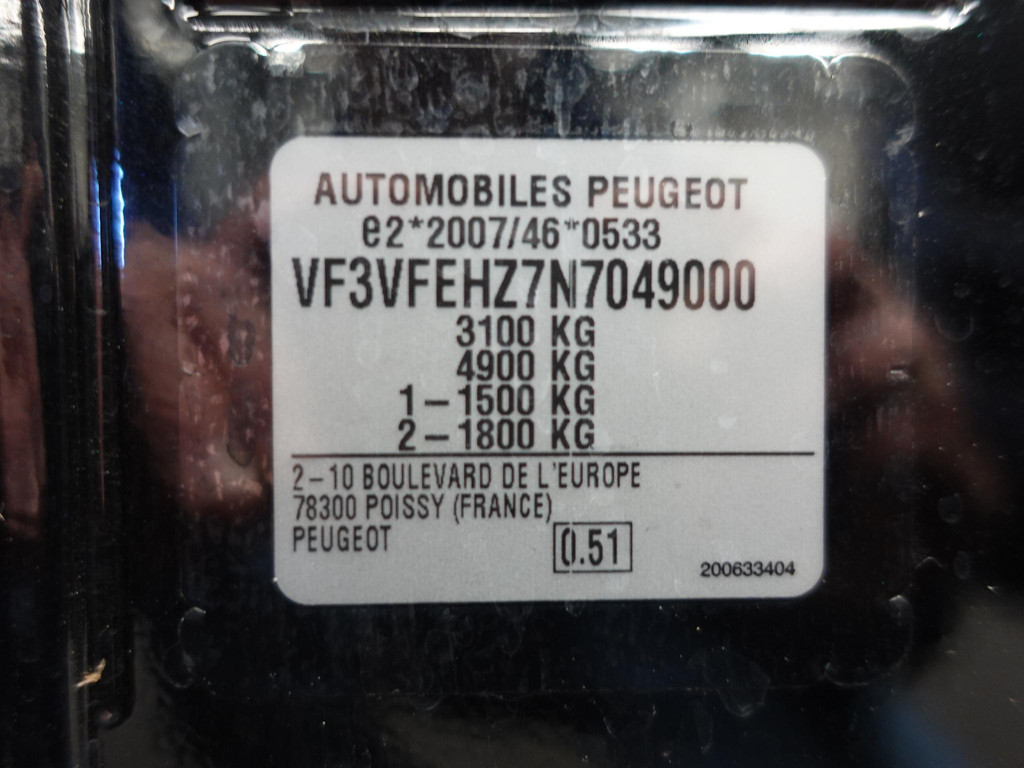 AUTOMOBILES PEUGEOT
e2*2007/46*0533
VF3VFEHZ7N7049000
3100 KG
4900 KG
1-1500 KG
2-1800 KG
2-10 BOULEVARD DE L'EUROPE
78300 POISSY (FRANCE)
PEUGEOT
0.51
200633404